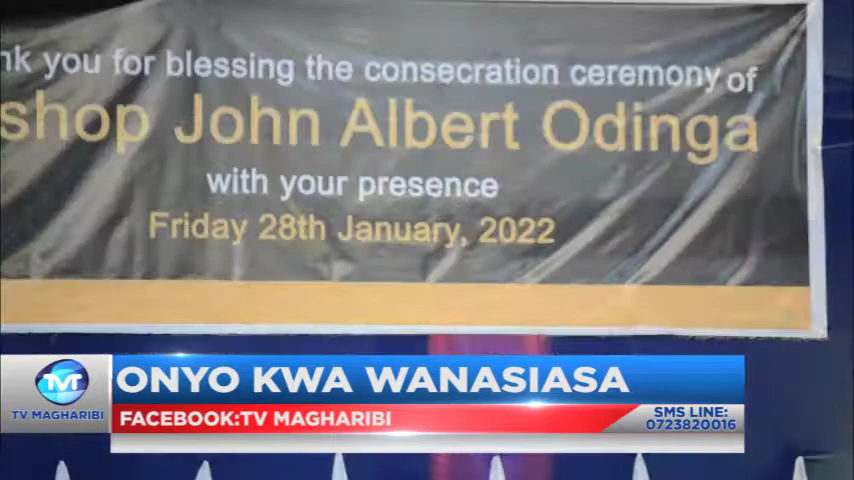 nk you for blessing the consecration ceremony of
shop John Albert Odinga
with your presence
Friday 28th January, 2022
TVT
TV MAGHARIBI
ONYO KWA WANASIASA
FACEBOOK:TV MAGHARIBI
SMS LINE:
0723820016